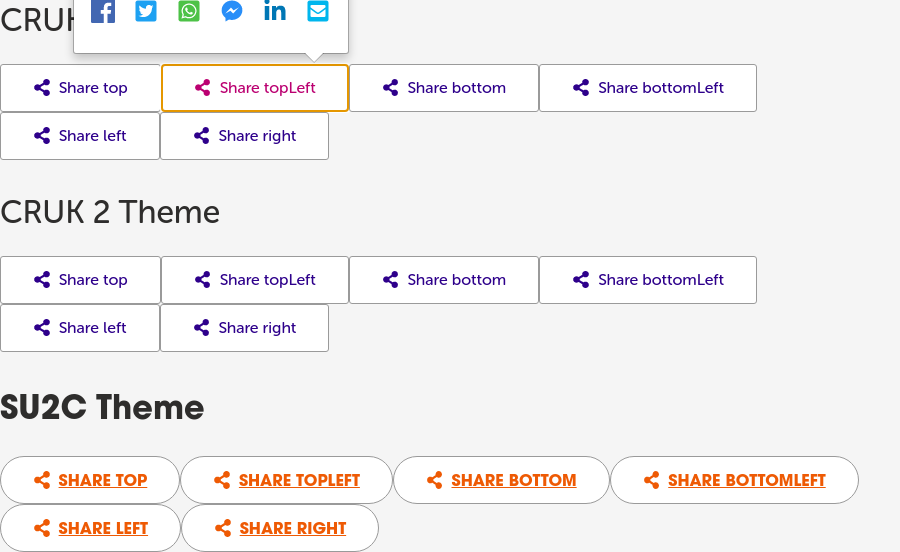 Share top Share topLeft Share bottom Share bottomLeft
Share left Share right
CRUK 2 Theme
Share top Share topLeft Share bottom Share bottomLeft
Share left Share right
SU2C Theme
SHARE TOP SHARE TOPLEFT SHARE BOTTOM SHARE BOTTOMLEFT
SHARE LEFT SHARE RIGHT